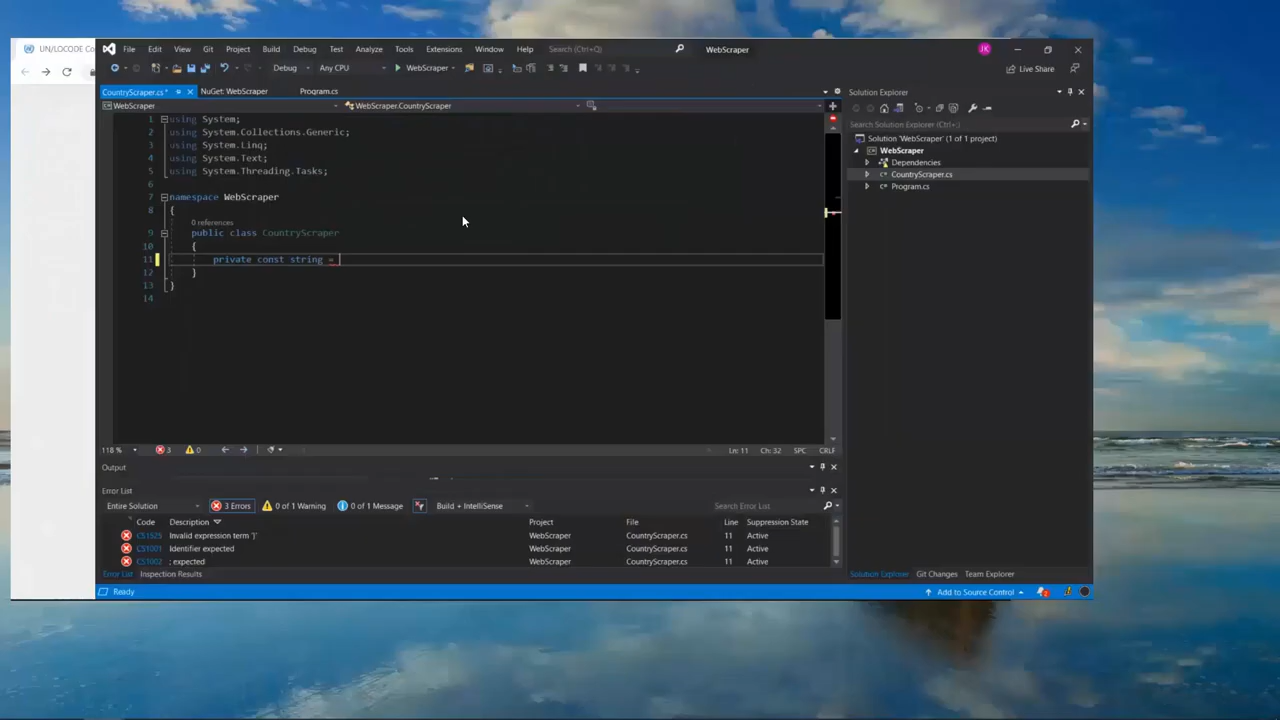 UN/LOCODE Co
File Edit View Git Project Build Debug Test Analyze Tools Extensions Window Help Search (Ctrl+Q) WebScraper JK
Debug Any CPU WebScraper Live Share
CountryScraper.cs* NuGet: WebScraper Program.cs
WebScraper WebScraper.CountryScraper
1 using System;
2 using System.Collections.Generic;
3 using System.Linq;
4 using System.Text;
5 using System.Threading.Tasks;
6
7 namespace WebScraper
8 {
0 references
9 public class CountryScraper
10 {
11 private const string =
12 }
13 }
14
118 % 3 0 Ln: 11 Ch: 32 SPC CRLF
Output
Error List
Entire Solution 3 Errors 0 of 1 Warning 0 of 1 Message Build + IntelliSense Search Error List
Code Description Project File Line Suppression State
CS1525 Invalid expression term '}' WebScraper CountryScraper.cs 11 Active
CS1001 Identifier expected WebScraper CountryScraper.cs 11 Active
CS1002 ; expected WebScraper CountryScraper.cs 11 Active
Error List Inspection Results
Solution Explorer
Search Solution Explorer (Ctrl+;)
Solution 'WebScraper' (1 of 1 project)
WebScraper
Dependencies
CountryScraper.cs
Program.cs
Solution Explorer Git Changes Team Explorer
Ready Add to Source Control 2